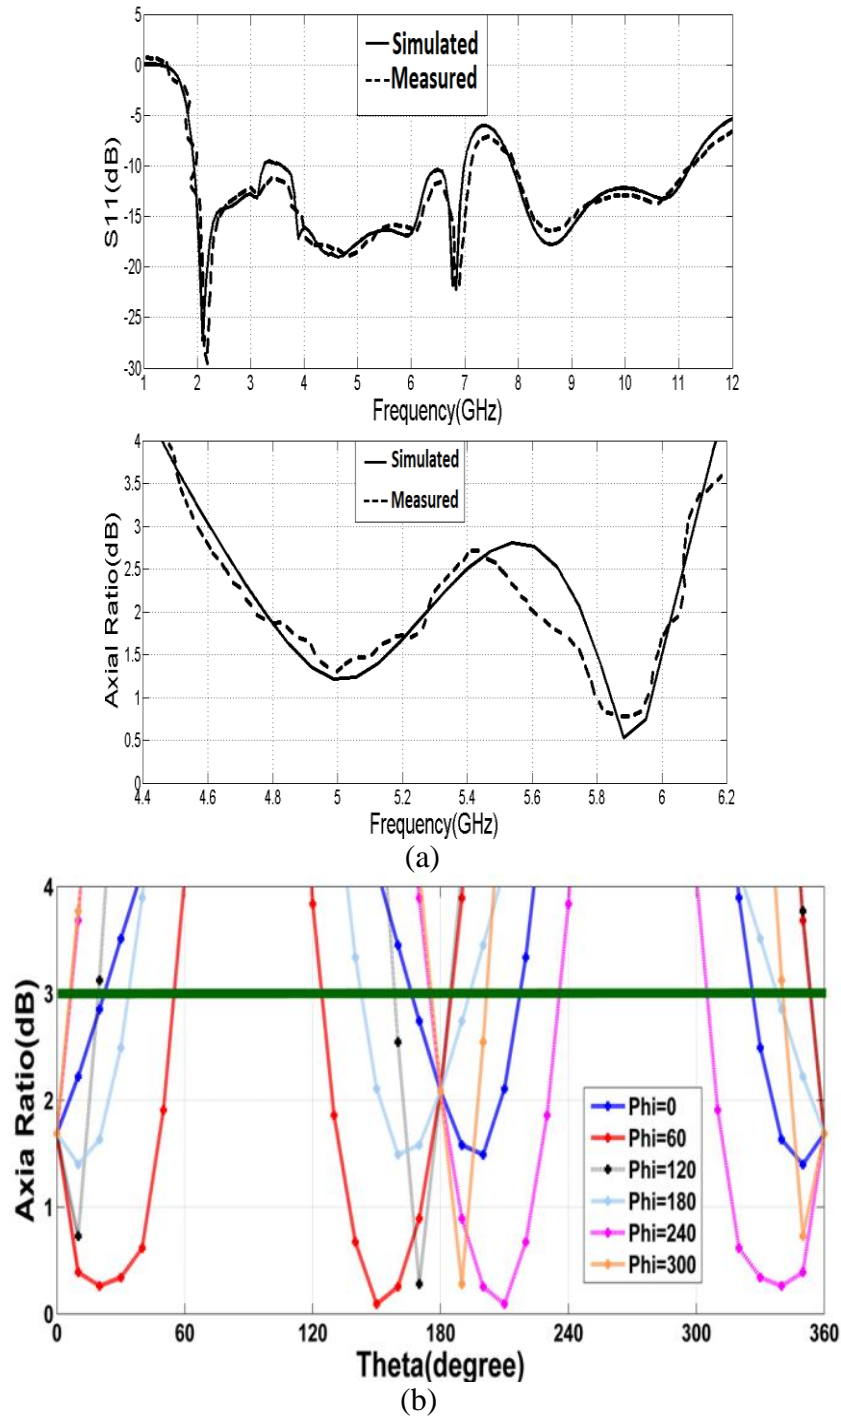 5
0
-5
-10
-15
-20
-25
-30
S11(dB)
Simulated
Measured
1 2 3 4 5 6 7 8 9 10 11 12
Frequency(GHz)
4
3.5
3
2.5
2
1.5
1
0.5
0
Axial Ratio(dB)
Simulated
Measured
4.4 4.6 4.8 5 5.2 5.4 5.6 5.8 6 6.2
Frequency(GHz)
(a)
4
3
2
1
0
Axia Ratio(dB)
Phi=0
Phi=60
Phi=120
Phi=180
Phi=240
Phi=300
0 60 120 180 240 300 360
Theta(degree)
(b)